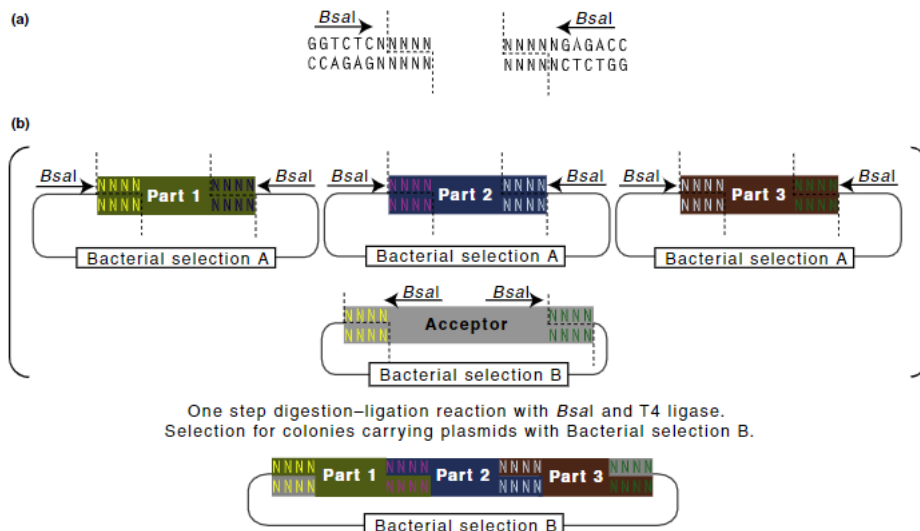 (a)
BsaI BsaI
GGTCTCNNNNN NNNNNGAGACC
CCAGAGNNNNN NNNNNCTCTGG
(b)
BsaI NNNN Part 1 NNNN BsaI BsaI NNNN Part 2 NNNN BsaI BsaI NNNN Part 3 NNNN BsaI
NNNN NNNN NNNN NNNN NNNN NNNN
Bacterial selection A Bacterial selection A Bacterial selection A
BsaI BsaI
NNNN Acceptor NNNN
NNNN NNNN
Bacterial selection B
One step digestion–ligation reaction with BsaI and T4 ligase.
Selection for colonies carrying plasmids with Bacterial selection B.
NNNN Part 1 NNNN Part 2 NNNN Part 3 NNNN
NNNN NNNN NNNN NNNN
Bacterial selection B